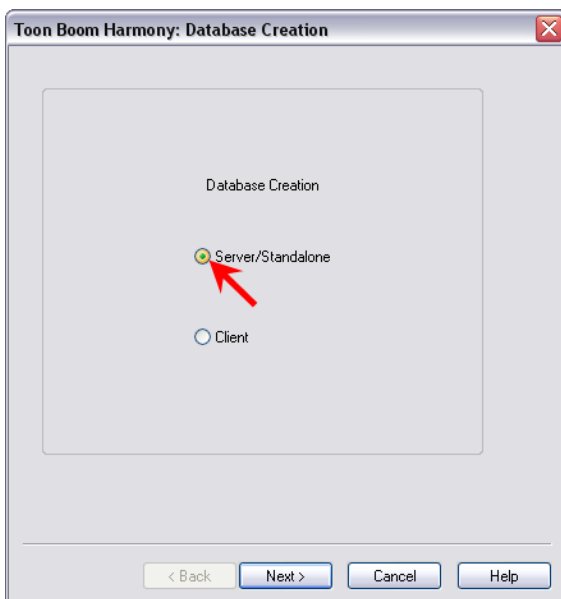 Toon Boom Harmony: Database Creation
Database Creation
Server/Standalone
Client
< Back Next > Cancel Help